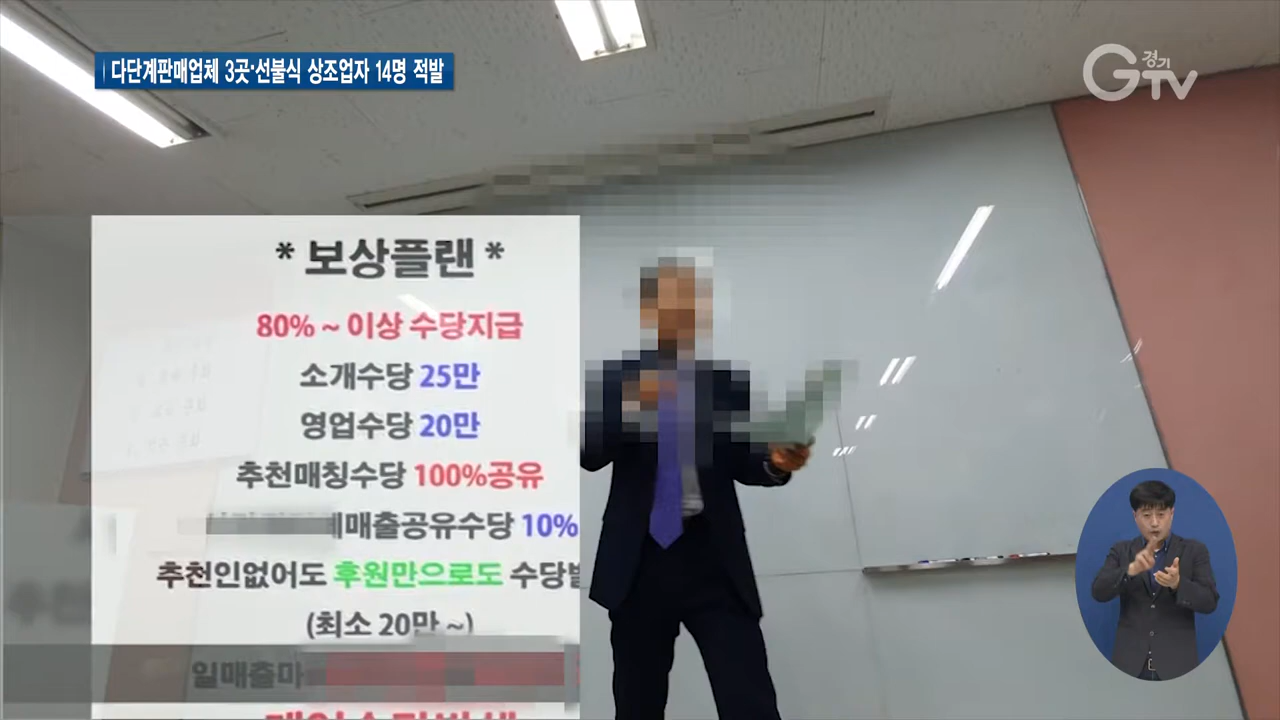 다단계판매업체 3곳·선불식 상조업자 14명 적발
G경기TV
* 보상플랜 *
80% ~ 이상 수당지급
소개수당 25만
영업수당 20만
추천매칭수당 100%공유
매출공유수당 10%
추천인없어도 후원만으로도
(최소 20만 ~)
일매출마